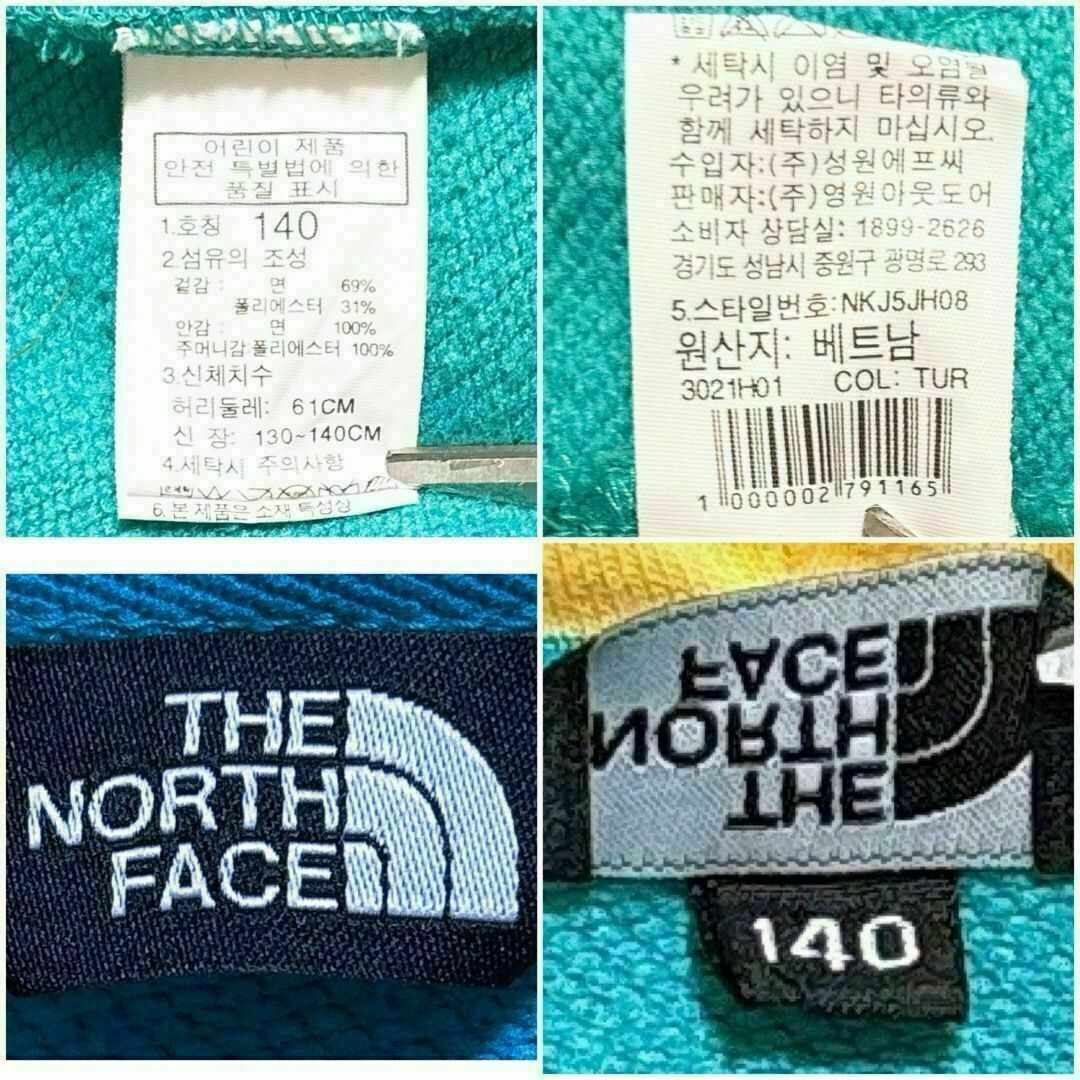 어린이 제품
안전 특별법에 의한
품질 표시
1.호칭 140
2.섬유의 조성
겉감 : 면 69%
폴리에스터 31%
안감 : 면 100%
주머니감:폴리에스터 100%
3.신체치수
허리둘레: 61CM
신 장: 130~140CM
4.세탁시 주의사항
6.본 제품은 소재 특성상
* 세탁시 이염 및 오염될
우려가 있으니 타의류와
함께 세탁하지 마십시오.
수입자:(주)성원에프씨
판매자:(주)영원아웃도어
소비자 상담실: 1899-2626
경기도 성남시 중원구 광명로 293
5.스타일번호:NKJ5JH08
원산지: 베트남
3021H01 COL: TUR
1 000002 791165
THE
NORTH
FACE
THE
NORTH
FACE
140